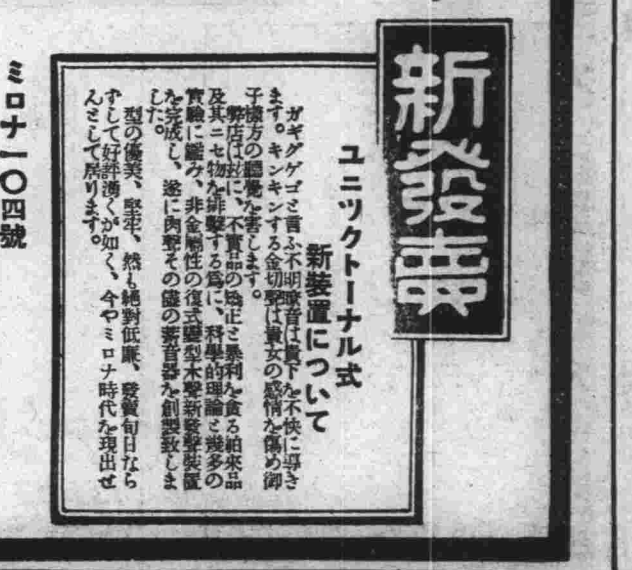 新發賣
ユニツクトーナル式
新裝置について
ガギグゲゴと言ふ不明瞭音は貴下を不快に導き
ます。キンキンする金切聲は貴女の感情を傷め御
子樣方の聽覺を害します。
弊店は玆に、不實品の矯正と暴利を貪る舶來品
及其ニセ物を排擊する爲に、科學的理論と幾多の
實驗に鑑み、非金屬性の復式型木聲新發聲裝置
を完成し、遂に肉聲その儘の蓄音器を創製致しま
した。
型の優美、堅牢、然も絕對低廉、發賣旬日なら
ずして好評湧くが如く、今やミロナ時代を現出せ
んとして居ります。
ミロナ一〇四號